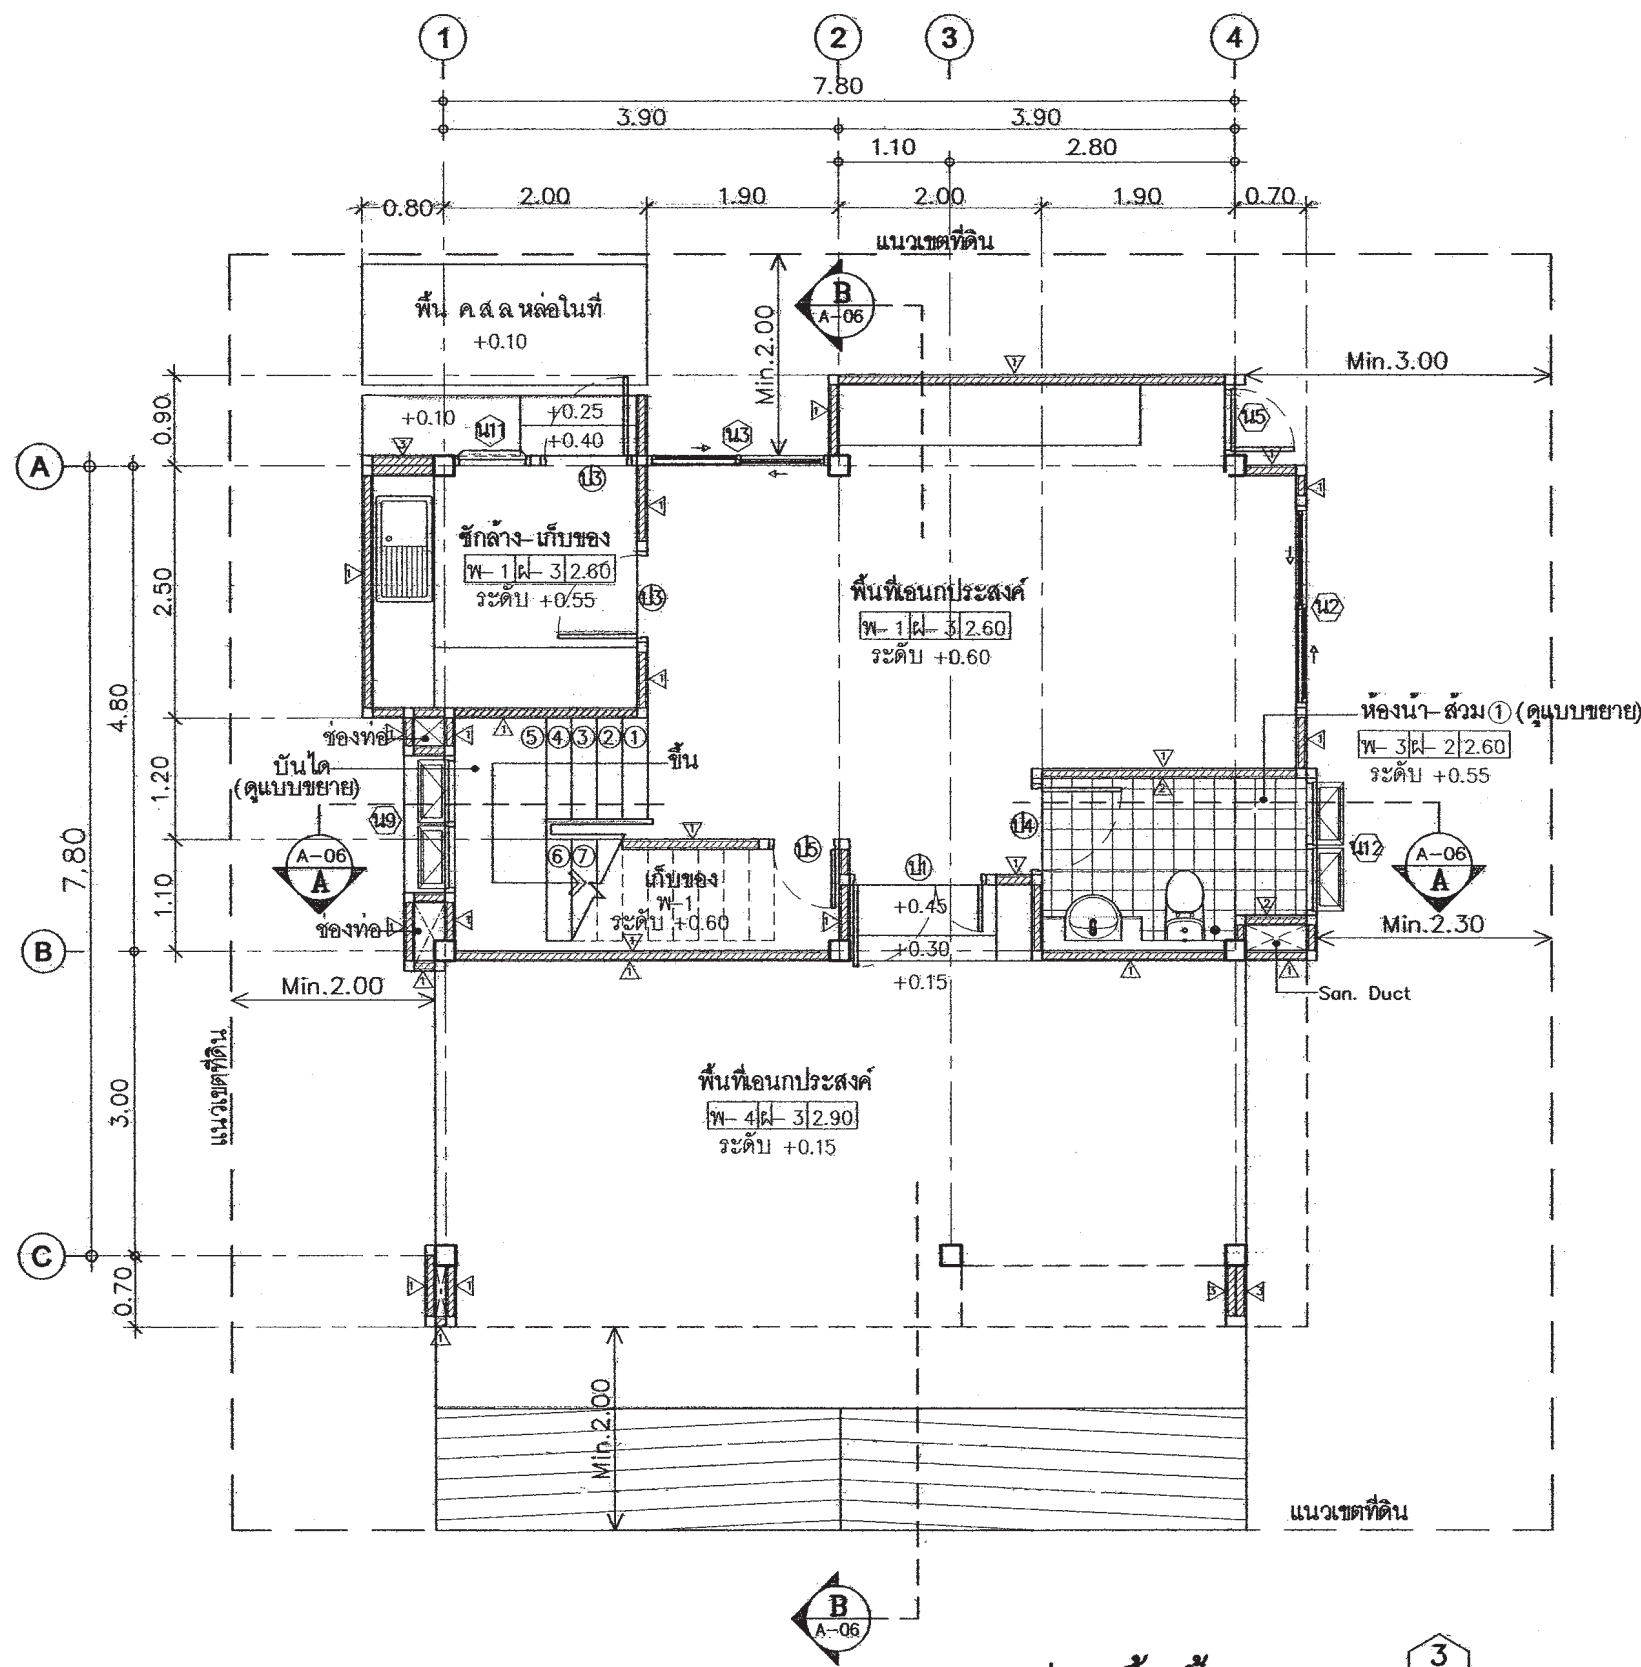 1
2
3
4
7.80
3.90
3.90
1.10
2.80
0.80
2.00
1.90
2.00
1.90
0.70
แนวเขตที่ดิน
พื้น ค.ส.ล.หล่อในที่
+0.10
B
A-06
Min.2.00
Min.3.00
0.90
+0.10
+0.25
+0.40
น11
น3
น5
A
ป3
ซักล้าง-เก็บของ
พ-1 ฝ-3 2.60
ระดับ +0.55
ป3
2.50
พื้นที่เอนกประสงค์
พ-1 ฝ-3 2.60
ระดับ +0.60
น2
4.80
ห้องน้ำ-ส้วม 1 (ดูแบบขยาย)
พ-3 ฝ-2 2.60
ระดับ +0.55
ช่องท่อ
5 4 3 2 1
ขึ้น
บันได
(ดูแบบขยาย)
1.20
น9
A-06
A
7,80
6 7
ป5
ป4
ป1
น12
A-06
A
เก็บของ
พ-1
ระดับ +0.60
1.10
+0.45
+0.30
+0.15
ช่องท่อ
B
Min.2.30
Min.2.00
San. Duct
แนวเขตที่ดิน
3.00
พื้นที่เอนกประสงค์
พ-4 ฝ-3 2.90
ระดับ +0.15
C
0.70
Min.2.00
แนวเขตที่ดิน
B
A-06
3